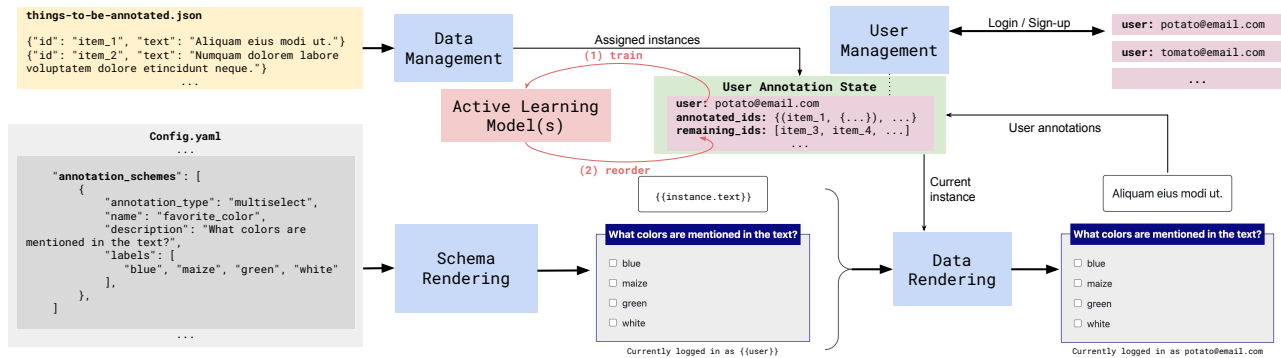 things-to-be-annotated.json
{"id": "item_1", "text": "Aliquam eius modi ut."}
{"id": "item_2", "text": "Numquam dolorem labore
voluptatem dolore etincidunt neque."}
...
Data
Management
Assigned instances
User
Management
Login / Sign-up
user: potato@email.com
user: tomato@email.com
...
(1) train
Active Learning
Model(s)
(2) reorder
User Annotation State
user: potato@email.com
annotated_ids: {(item_1, {...}), ...}
remaining_ids: [item_3, item_4, ...]
...
User annotations
Current
instance
Config.yaml
...
"annotation_schemes": [
{
"annotation_type": "multiselect",
"name": "favorite_color",
"description": "What colors are
mentioned in the text?",
"labels": [
"blue", "maize", "green", "white"
],
},
]
...
Schema
Rendering
{{instance.text}}
What colors are mentioned in the text?
blue
maize
green
white
Currently logged in as {{user}}
Data
Rendering
Aliquam eius modi ut.
What colors are mentioned in the text?
blue
maize
green
white
Currently logged in as potato@email.com